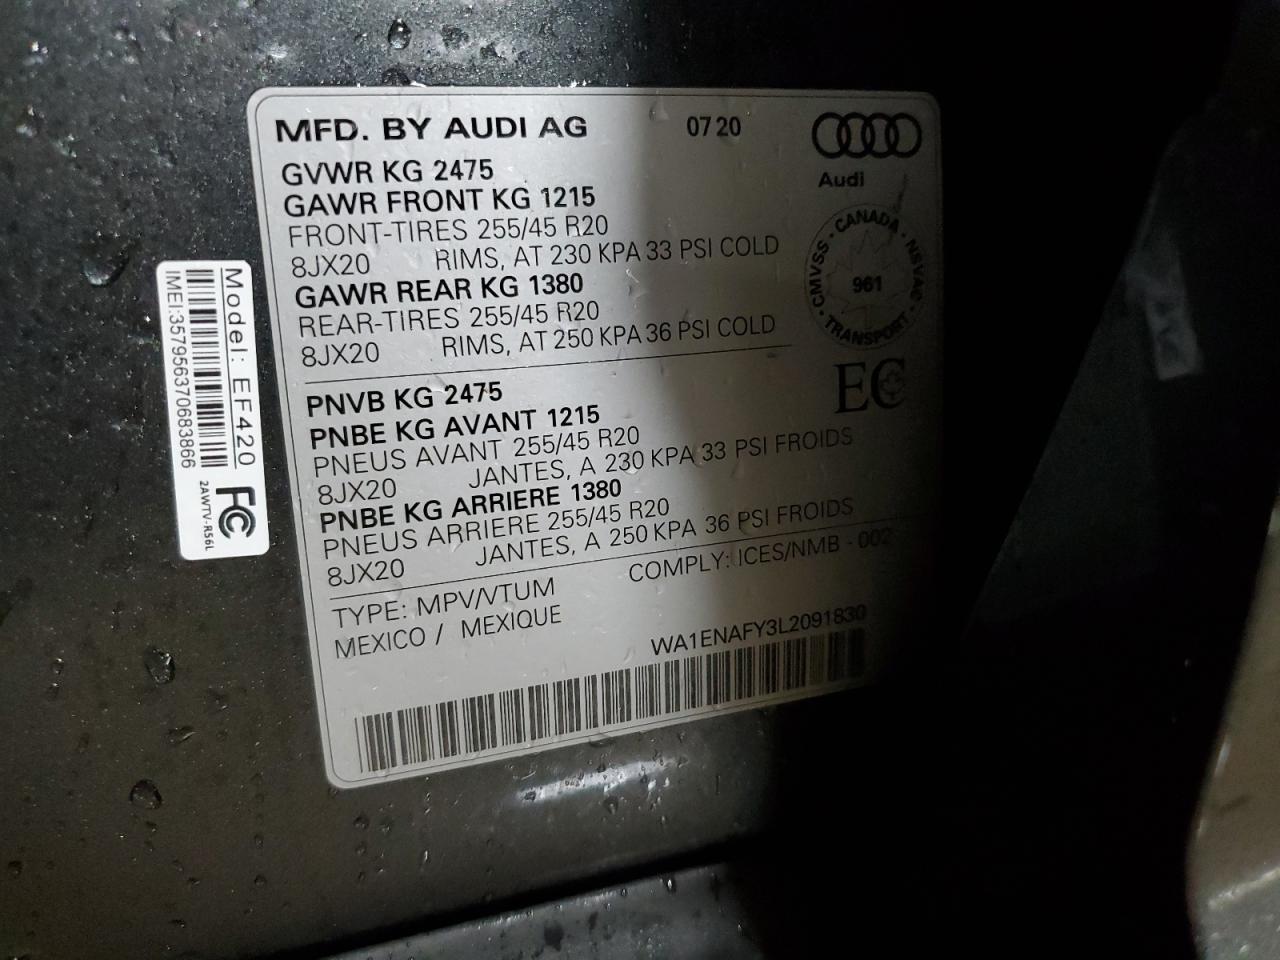 MFD. BY AUDI AG 07 20
Audi
GVWR KG 2475
GAWR FRONT KG 1215
FRONT-TIRES 255/45 R20
8JX20 RIMS, AT 230 KPA 33 PSI COLD
GAWR REAR KG 1380
REAR-TIRES 255/45 R20
8JX20 RIMS, AT 250 KPA 36 PSI COLD
CMVSS · CANADA · NSVAC
961
TRANSPORT
EC
PNVB KG 2475
PNBE KG AVANT 1215
PNEUS AVANT 255/45 R20
8JX20 JANTES, A 230 KPA 33 PSI FROIDS
PNBE KG ARRIERE 1380
PNEUS ARRIERE 255/45 R20
8JX20 JANTES, A 250 KPA 36 PSI FROIDS
TYPE: MPV/VTUM COMPLY: ICES/NMB - 002
MEXICO / MEXIQUE
WA1ENAFY3L2091830
Model: EF420
IMEI:357956370683866
FC
2AWTV-R56L